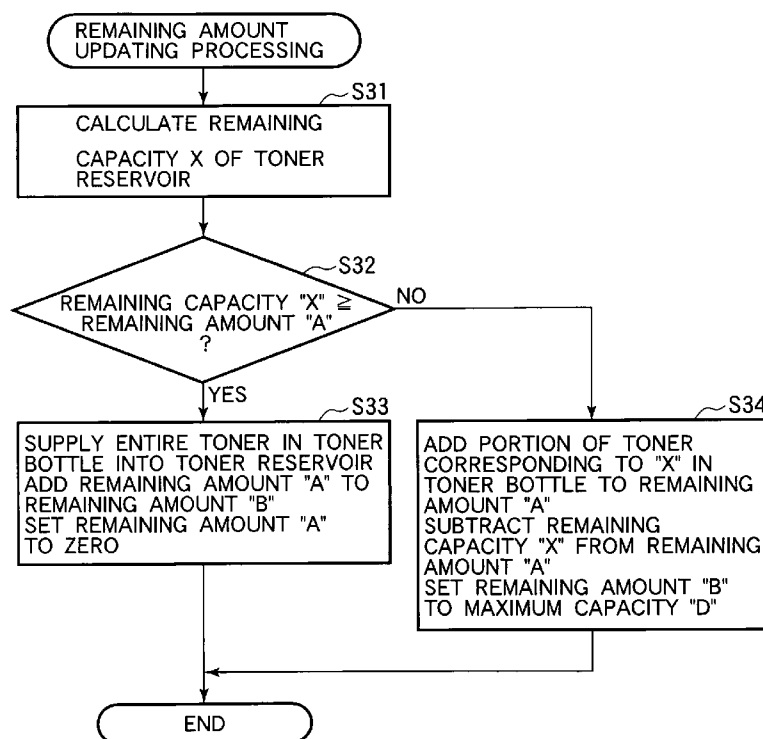 REMAINING AMOUNT
UPDATING PROCESSING
S31
CALCULATE REMAINING
CAPACITY X OF TONER
RESERVOIR
S32
REMAINING CAPACITY "X" ≧
REMAINING AMOUNT "A"
?
NO
YES
S33
SUPPLY ENTIRE TONER IN TONER
BOTTLE INTO TONER RESERVOIR
ADD REMAINING AMOUNT "A" TO
REMAINING AMOUNT "B"
SET REMAINING AMOUNT "A"
TO ZERO
S34
ADD PORTION OF TONER
CORRESPONDING TO "X" IN
TONER BOTTLE TO REMAINING
AMOUNT "A"
SUBTRACT REMAINING
CAPACITY "X" FROM REMAINING
AMOUNT "A"
SET REMAINING AMOUNT "B"
TO MAXIMUM CAPACITY "D"
END